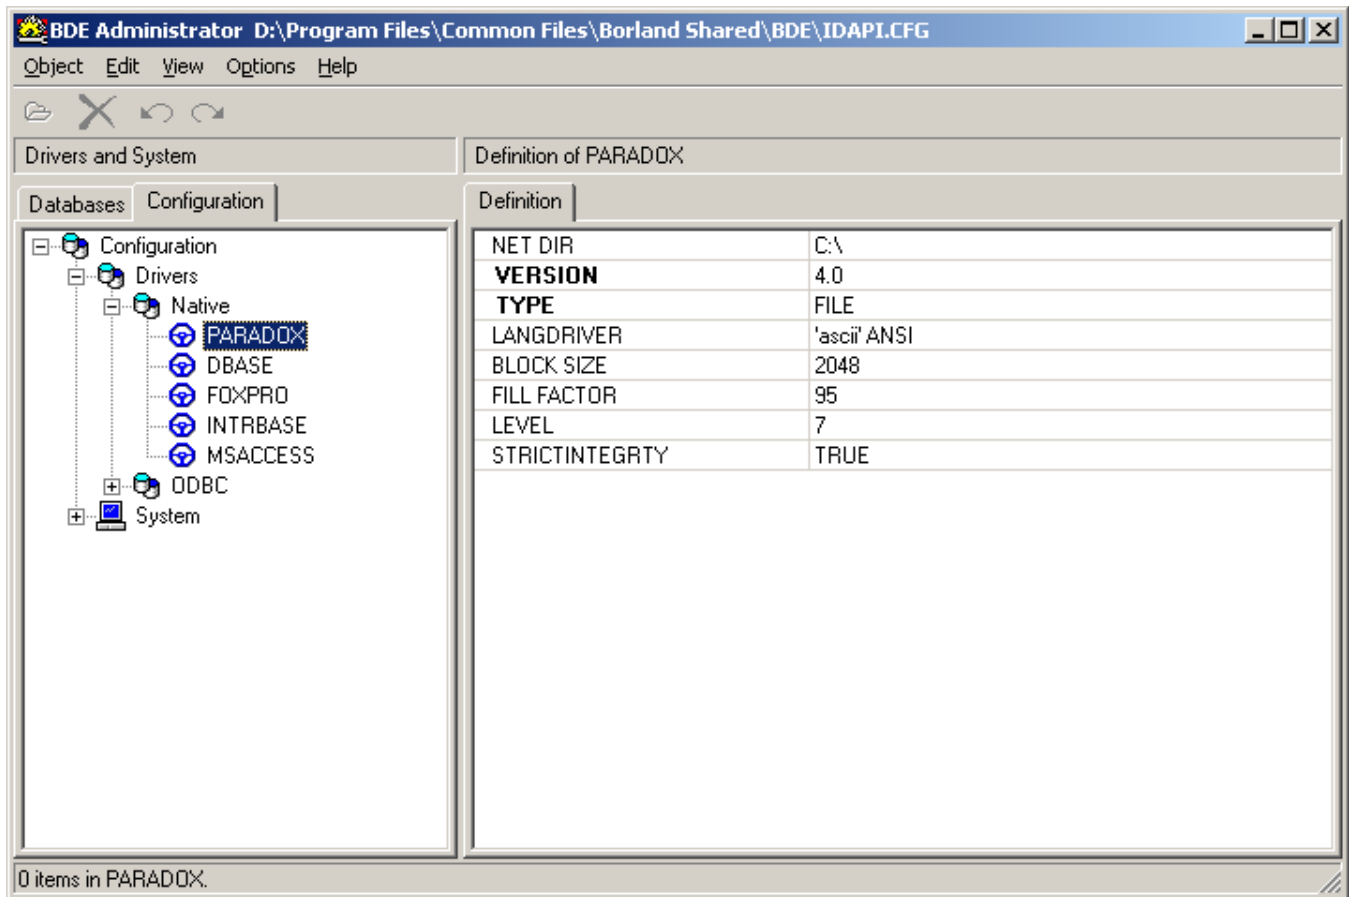 BDE Administrator D:\Program Files\Common Files\Borland Shared\BDE\IDAPI.CFG
Object Edit View Options Help
Drivers and System
Definition of PARADOX
Databases Configuration
Definition
Configuration
Drivers
Native
PARADOX
DBASE
FOXPRO
INTRBASE
MSACCESS
ODBC
System
NET DIR C:\
VERSION 4.0
TYPE FILE
LANGDRIVER 'ascii' ANSI
BLOCK SIZE 2048
FILL FACTOR 95
LEVEL 7
STRICTINTEGRTY TRUE
0 items in PARADOX.